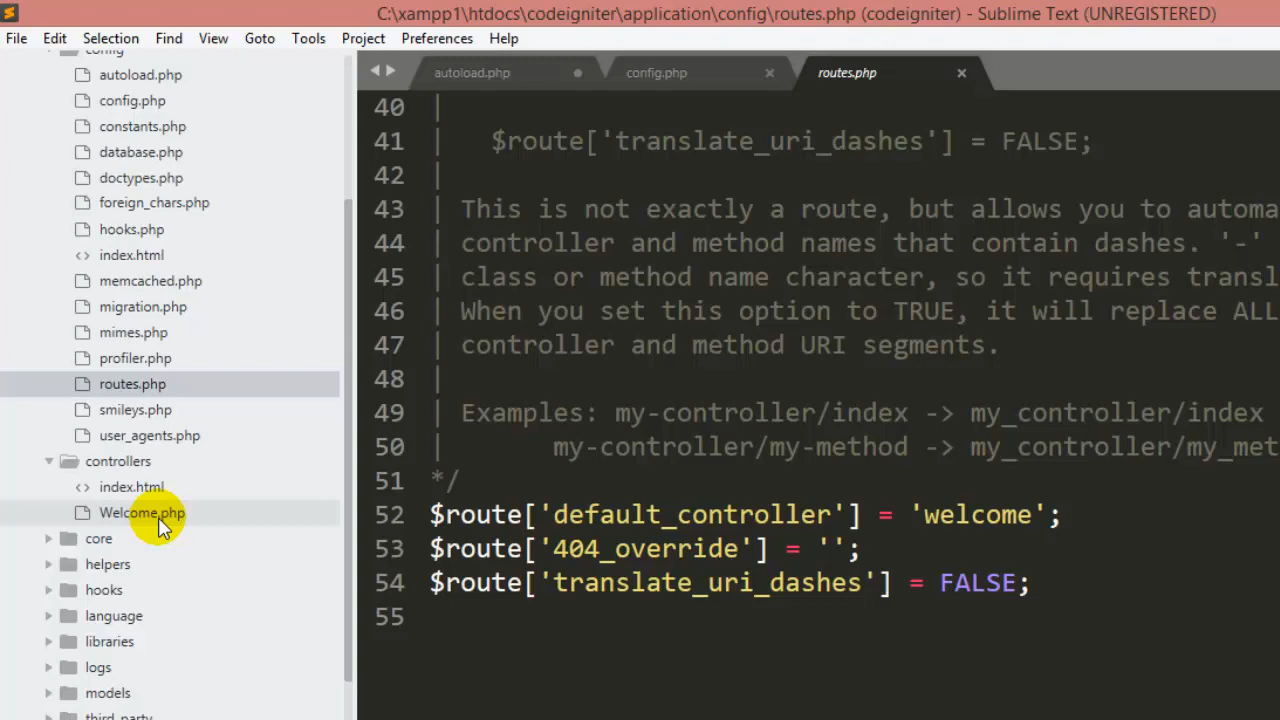 C:\xampp1\htdocs\codeigniter\application\config\routes.php (codeigniter) - Sublime Text (UNREGISTERED)
File Edit Selection Find View Goto Tools Project Preferences Help
config
autoload.php
config.php
constants.php
database.php
doctypes.php
foreign_chars.php
hooks.php
<> index.html
memcached.php
migration.php
mimes.php
profiler.php
routes.php
smileys.php
user_agents.php
controllers
<> index.html
Welcome.php
core
helpers
hooks
language
libraries
logs
models
third_party
autoload.php config.php routes.php
40 |
41 | $route['translate_uri_dashes'] = FALSE;
42 |
43 | This is not exactly a route, but allows you to automa
44 | controller and method names that contain dashes. '-'
45 | class or method name character, so it requires transl
46 | When you set this option to TRUE, it will replace ALL
47 | controller and method URI segments.
48 |
49 | Examples: my-controller/index -> my_controller/index
50 | my-controller/my-method -> my_controller/my_met
51 */
52 $route['default_controller'] = 'welcome';
53 $route['404_override'] = '';
54 $route['translate_uri_dashes'] = FALSE;
55